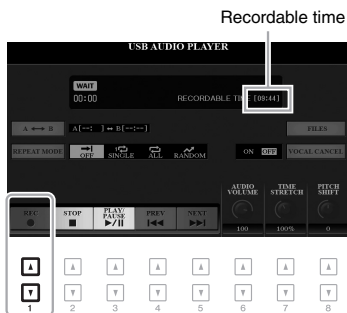 Recordable time
USB AUDIO PLAYER
WAIT
00:00
RECORDABLE TIME [09:44]
A ⟷ B
A[--: ] ↔ B[--:--]
FILES
REPEAT MODE
OFF
SINGLE
ALL
RANDOM
ON
OFF
VOCAL CANCEL
AUDIO VOLUME
TIME STRETCH
PITCH SHIFT
REC
STOP
PLAY/PAUSE
PREV
NEXT
100
100%
0
1
2
3
4
5
6
7
8